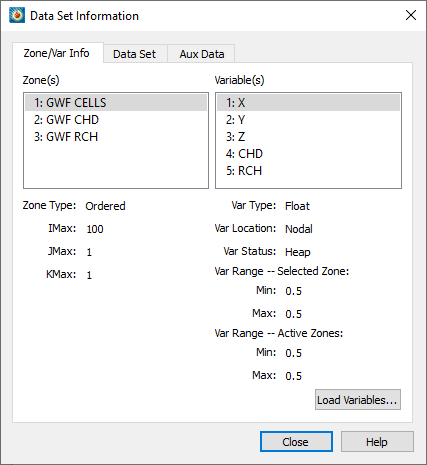 Data Set Information
Zone/Var Info Data Set Aux Data
Zone(s)
1: GWF CELLS
2: GWF CHD
3: GWF RCH
Zone Type: Ordered
IMax: 100
JMax: 1
KMax: 1
Variable(s)
1: X
2: Y
3: Z
4: CHD
5: RCH
Var Type: Float
Var Location: Nodal
Var Status: Heap
Var Range -- Selected Zone:
Min: 0.5
Max: 0.5
Var Range -- Active Zones:
Min: 0.5
Max: 0.5
Load Variables...
Close Help